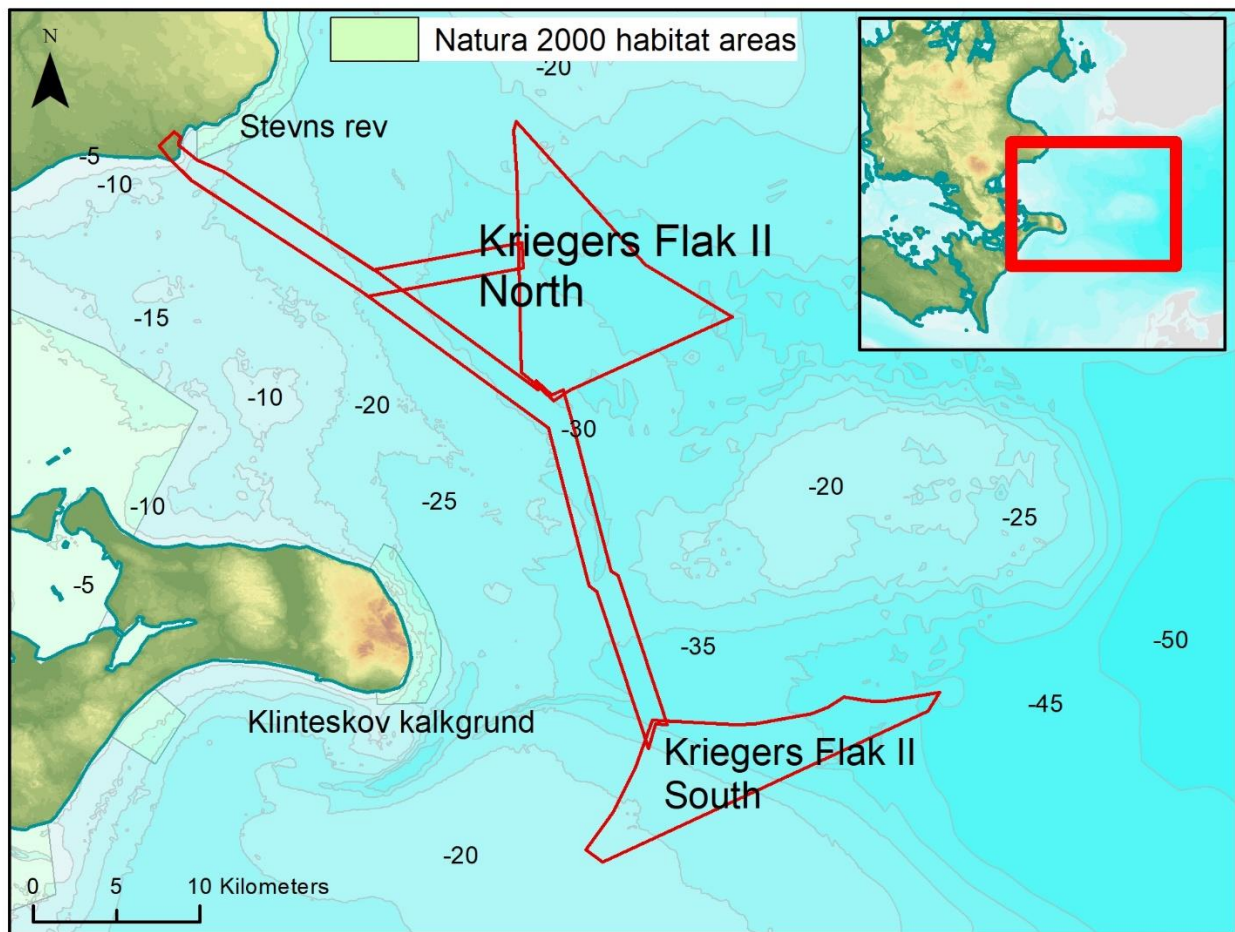 Natura 2000 habitat areas
N
-20
Stevns rev
-5
-10
Kriegers Flak II
North
-15
-10
-20
-30
-20
-25
-25
-10
-5
-35
-50
-45
Klinteskov kalkgrund
Kriegers Flak II
South
-20
0 5 10 Kilometers